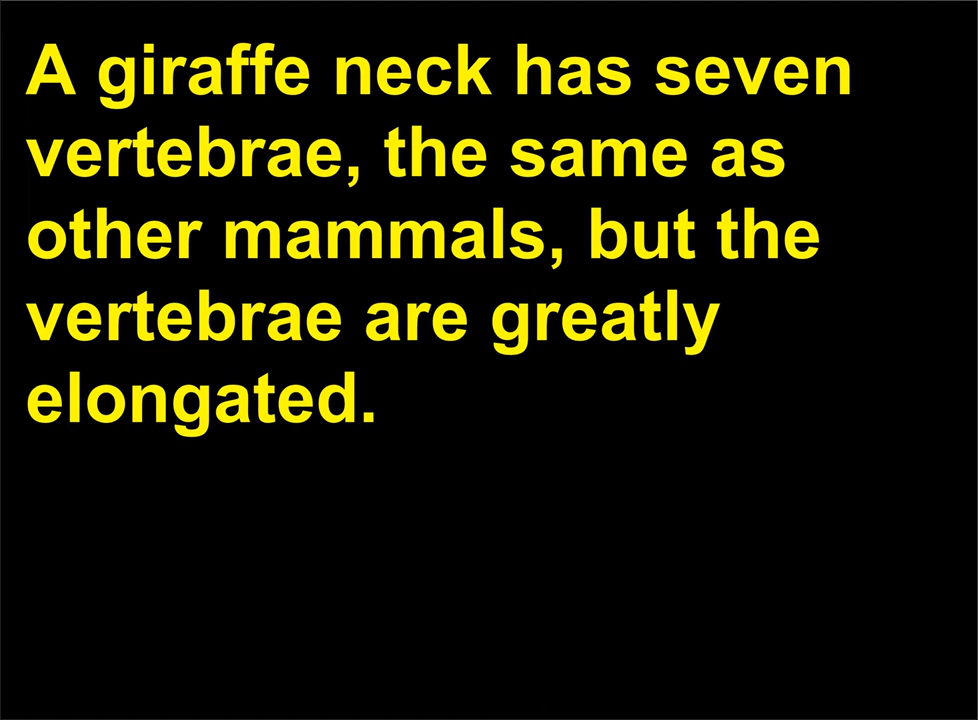 A giraffe neck has seven
vertebrae, the same as
other mammals, but the
vertebrae are greatly
elongated.